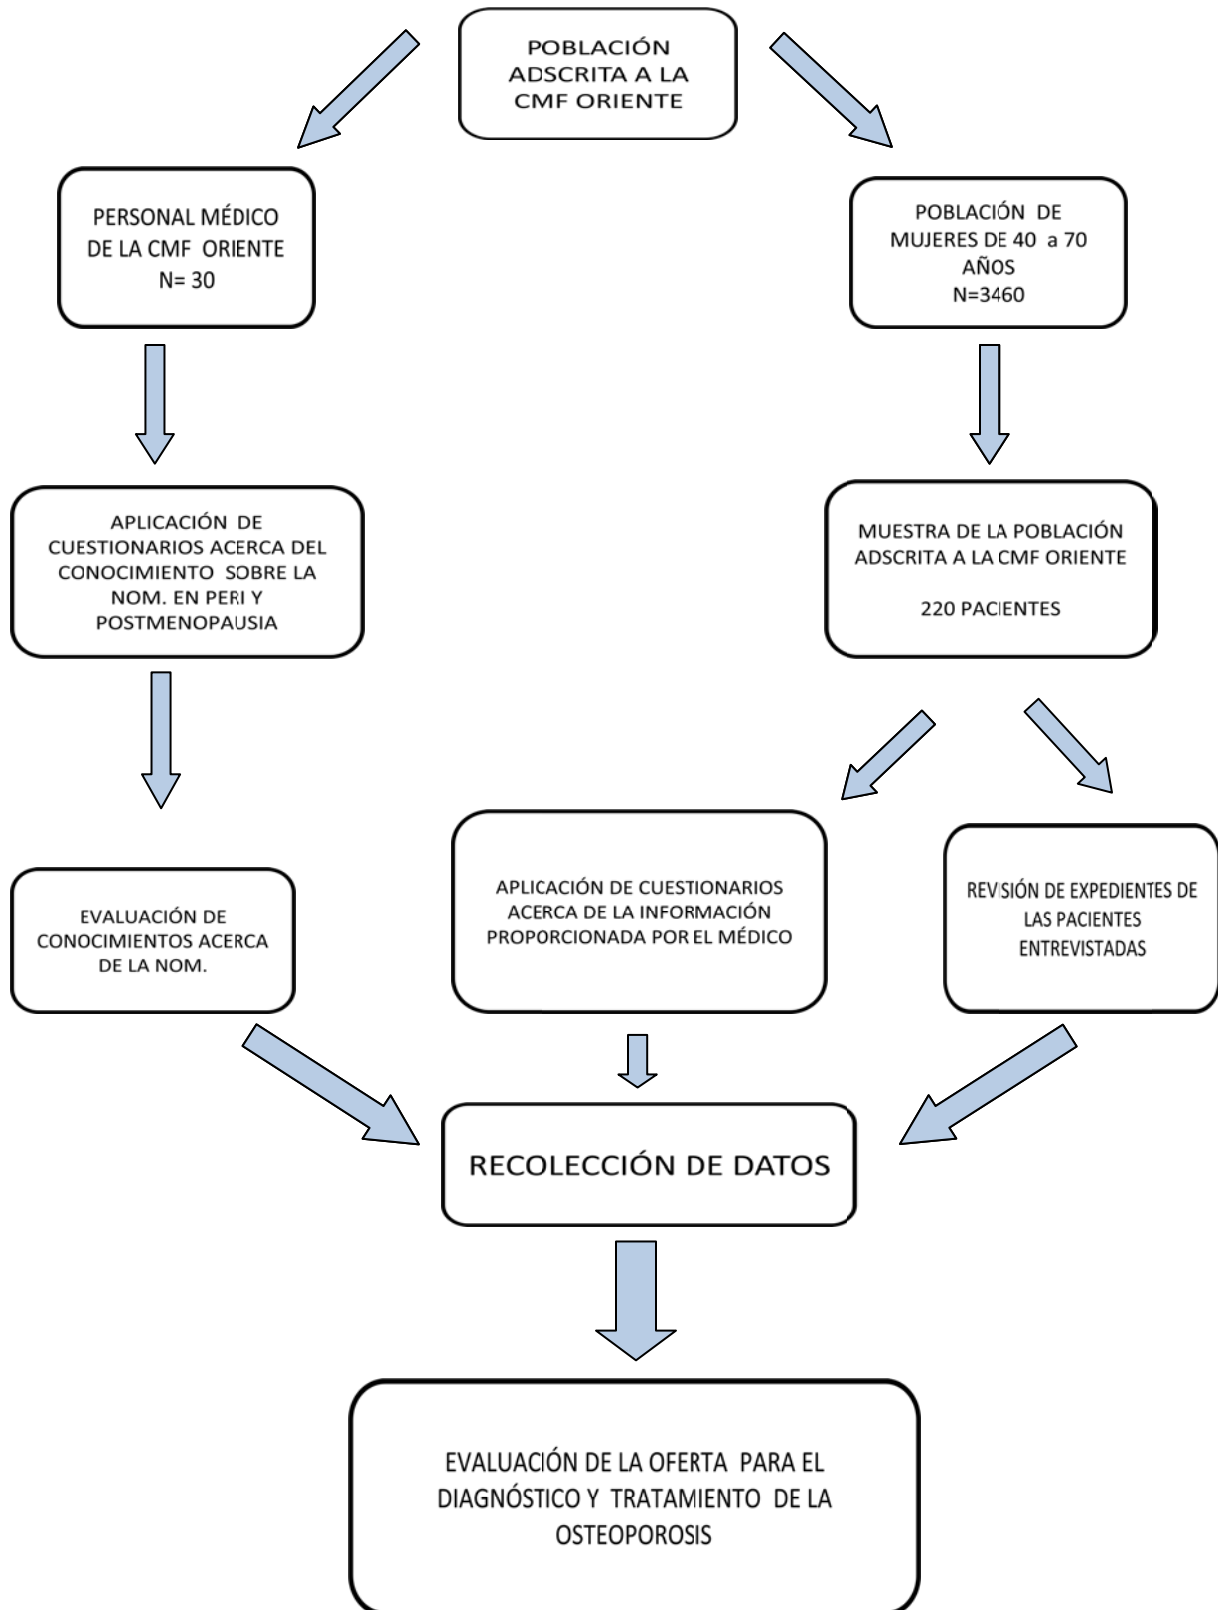 POBLACIÓN
ADSCRITA A LA
CMF ORIENTE
PERSONAL MÉDICO
DE LA CMF ORIENTE
N= 30
POBLACIÓN DE
MUJERES DE 40 a 70
AÑOS
N=3460
APLICACIÓN DE
CUESTIONARIOS ACERCA DEL
CONOCIMIENTO SOBRE LA
NOM. EN PERI Y
POSTMENOPAUSIA
MUESTRA DE LA POBLACIÓN
ADSCRITA A LA CMF ORIENTE
220 PACIENTES
EVALUACIÓN DE
CONOCIMIENTOS ACERCA
DE LA NOM.
APLICACIÓN DE CUESTIONARIOS
ACERCA DE LA INFORMACIÓN
PROPORCIONADA POR EL MÉDICO
REVISIÓN DE EXPEDIENTES DE
LAS PACIENTES
ENTREVISTADAS
RECOLECCIÓN DE DATOS
EVALUACIÓN DE LA OFERTA PARA EL
DIAGNÓSTICO Y TRATAMIENTO DE LA
OSTEOPOROSIS